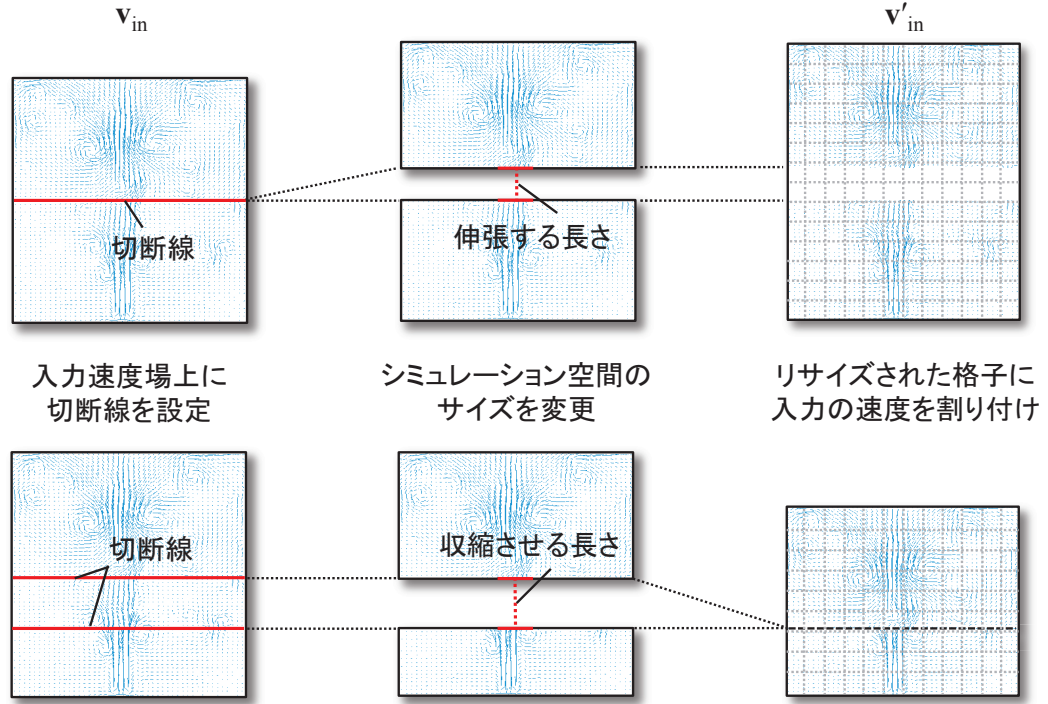 v_in
v′_in
切断線
伸張する長さ
入力速度場上に
切断線を設定
シミュレーション空間の
サイズを変更
リサイズされた格子に
入力の速度を割り付け
切断線
収縮させる長さ